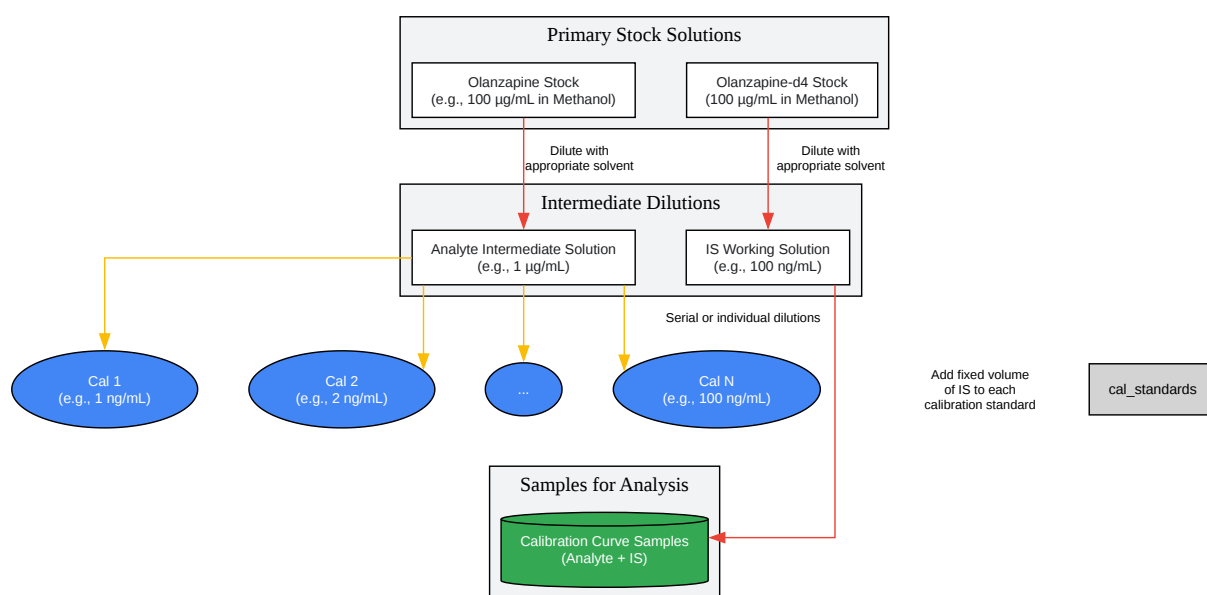 Primary Stock Solutions
Olanzapine Stock
(e.g., 100 µg/mL in Methanol)
Olanzapine-d4 Stock
(100 µg/mL in Methanol)
Dilute with
appropriate solvent
Dilute with
appropriate solvent
Intermediate Dilutions
Analyte Intermediate Solution
(e.g., 1 µg/mL)
IS Working Solution
(e.g., 100 ng/mL)
Serial or individual dilutions
Cal 1
(e.g., 1 ng/mL)
Cal 2
(e.g., 2 ng/mL)
...
Cal N
(e.g., 100 ng/mL)
Add fixed volume
of IS to each
calibration standard
cal_standards
Samples for Analysis
Calibration Curve Samples
(Analyte + IS)